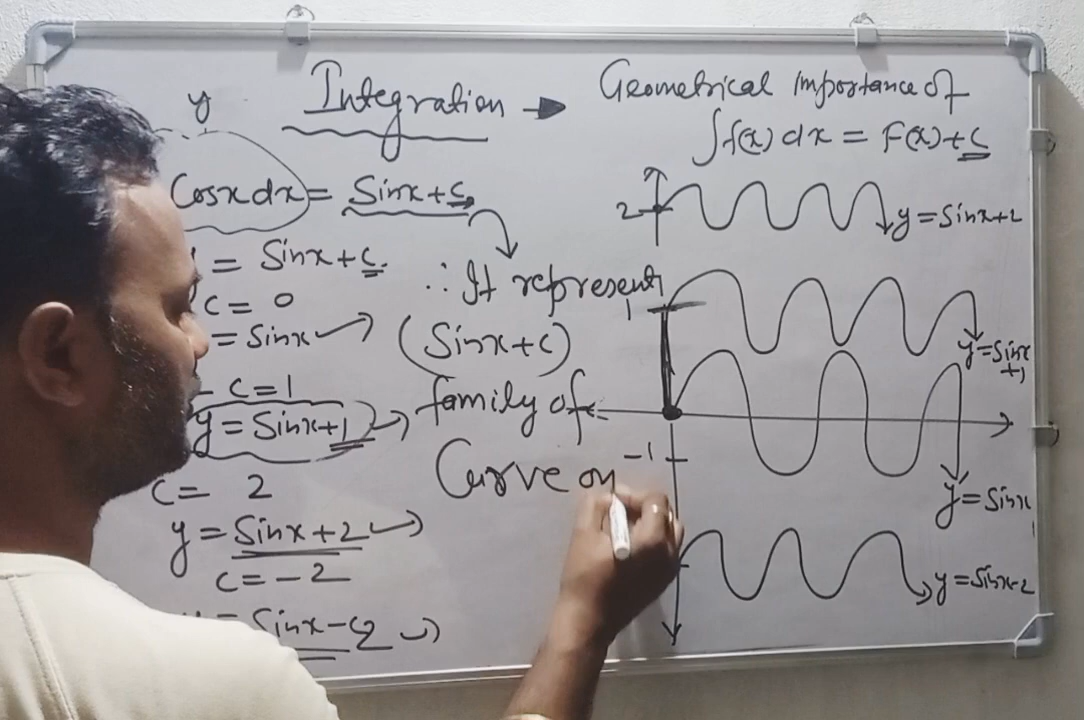 Integration → Geometrical Importance of
∫f(x)dx = F(x)+c
y
Cosx dx = Sinx+c
= Sinx+c
c = 0
= Sinx
c = 1
y = Sinx+1
c = 2
y = Sinx+2
c = -2
= Sinx-2
∴ It represent
(Sinx+c)
family of
Curve on
2
y = Sinx+2
1
y = Sinx
+1
-1
y = Sinx
y = Sinx-2